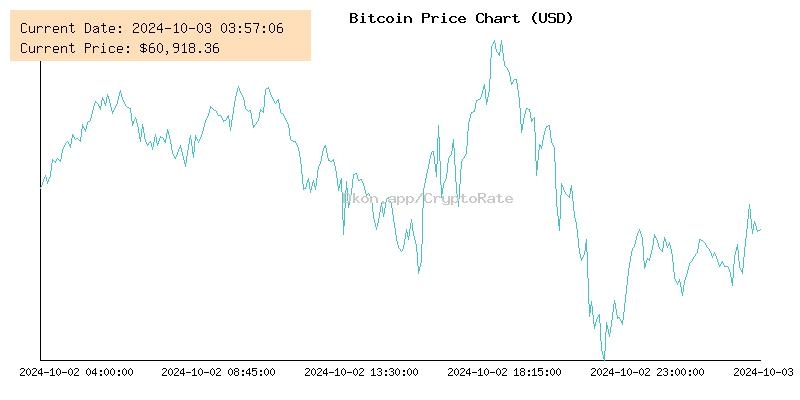 Bitcoin Price Chart (USD)
Current Date: 2024-10-03 03:57:06
Current Price: $60,918.36
kon.app/CryptoRate
2024-10-02 04:00:00
2024-10-02 08:45:00
2024-10-02 13:30:00
2024-10-02 18:15:00
2024-10-02 23:00:00
2024-10-03